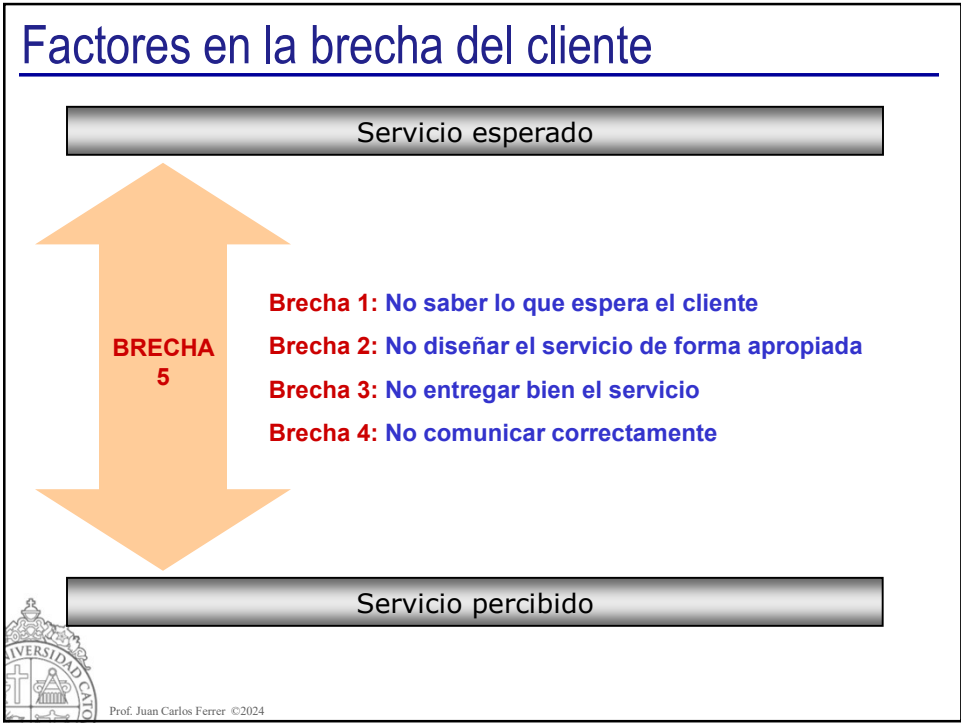 Factores en la brecha del cliente
Servicio esperado
BRECHA
5
Brecha 1: No saber lo que espera el cliente
Brecha 2: No diseñar el servicio de forma apropiada
Brecha 3: No entregar bien el servicio
Brecha 4: No comunicar correctamente
Servicio percibido
Prof. Juan Carlos Ferrer ©2024